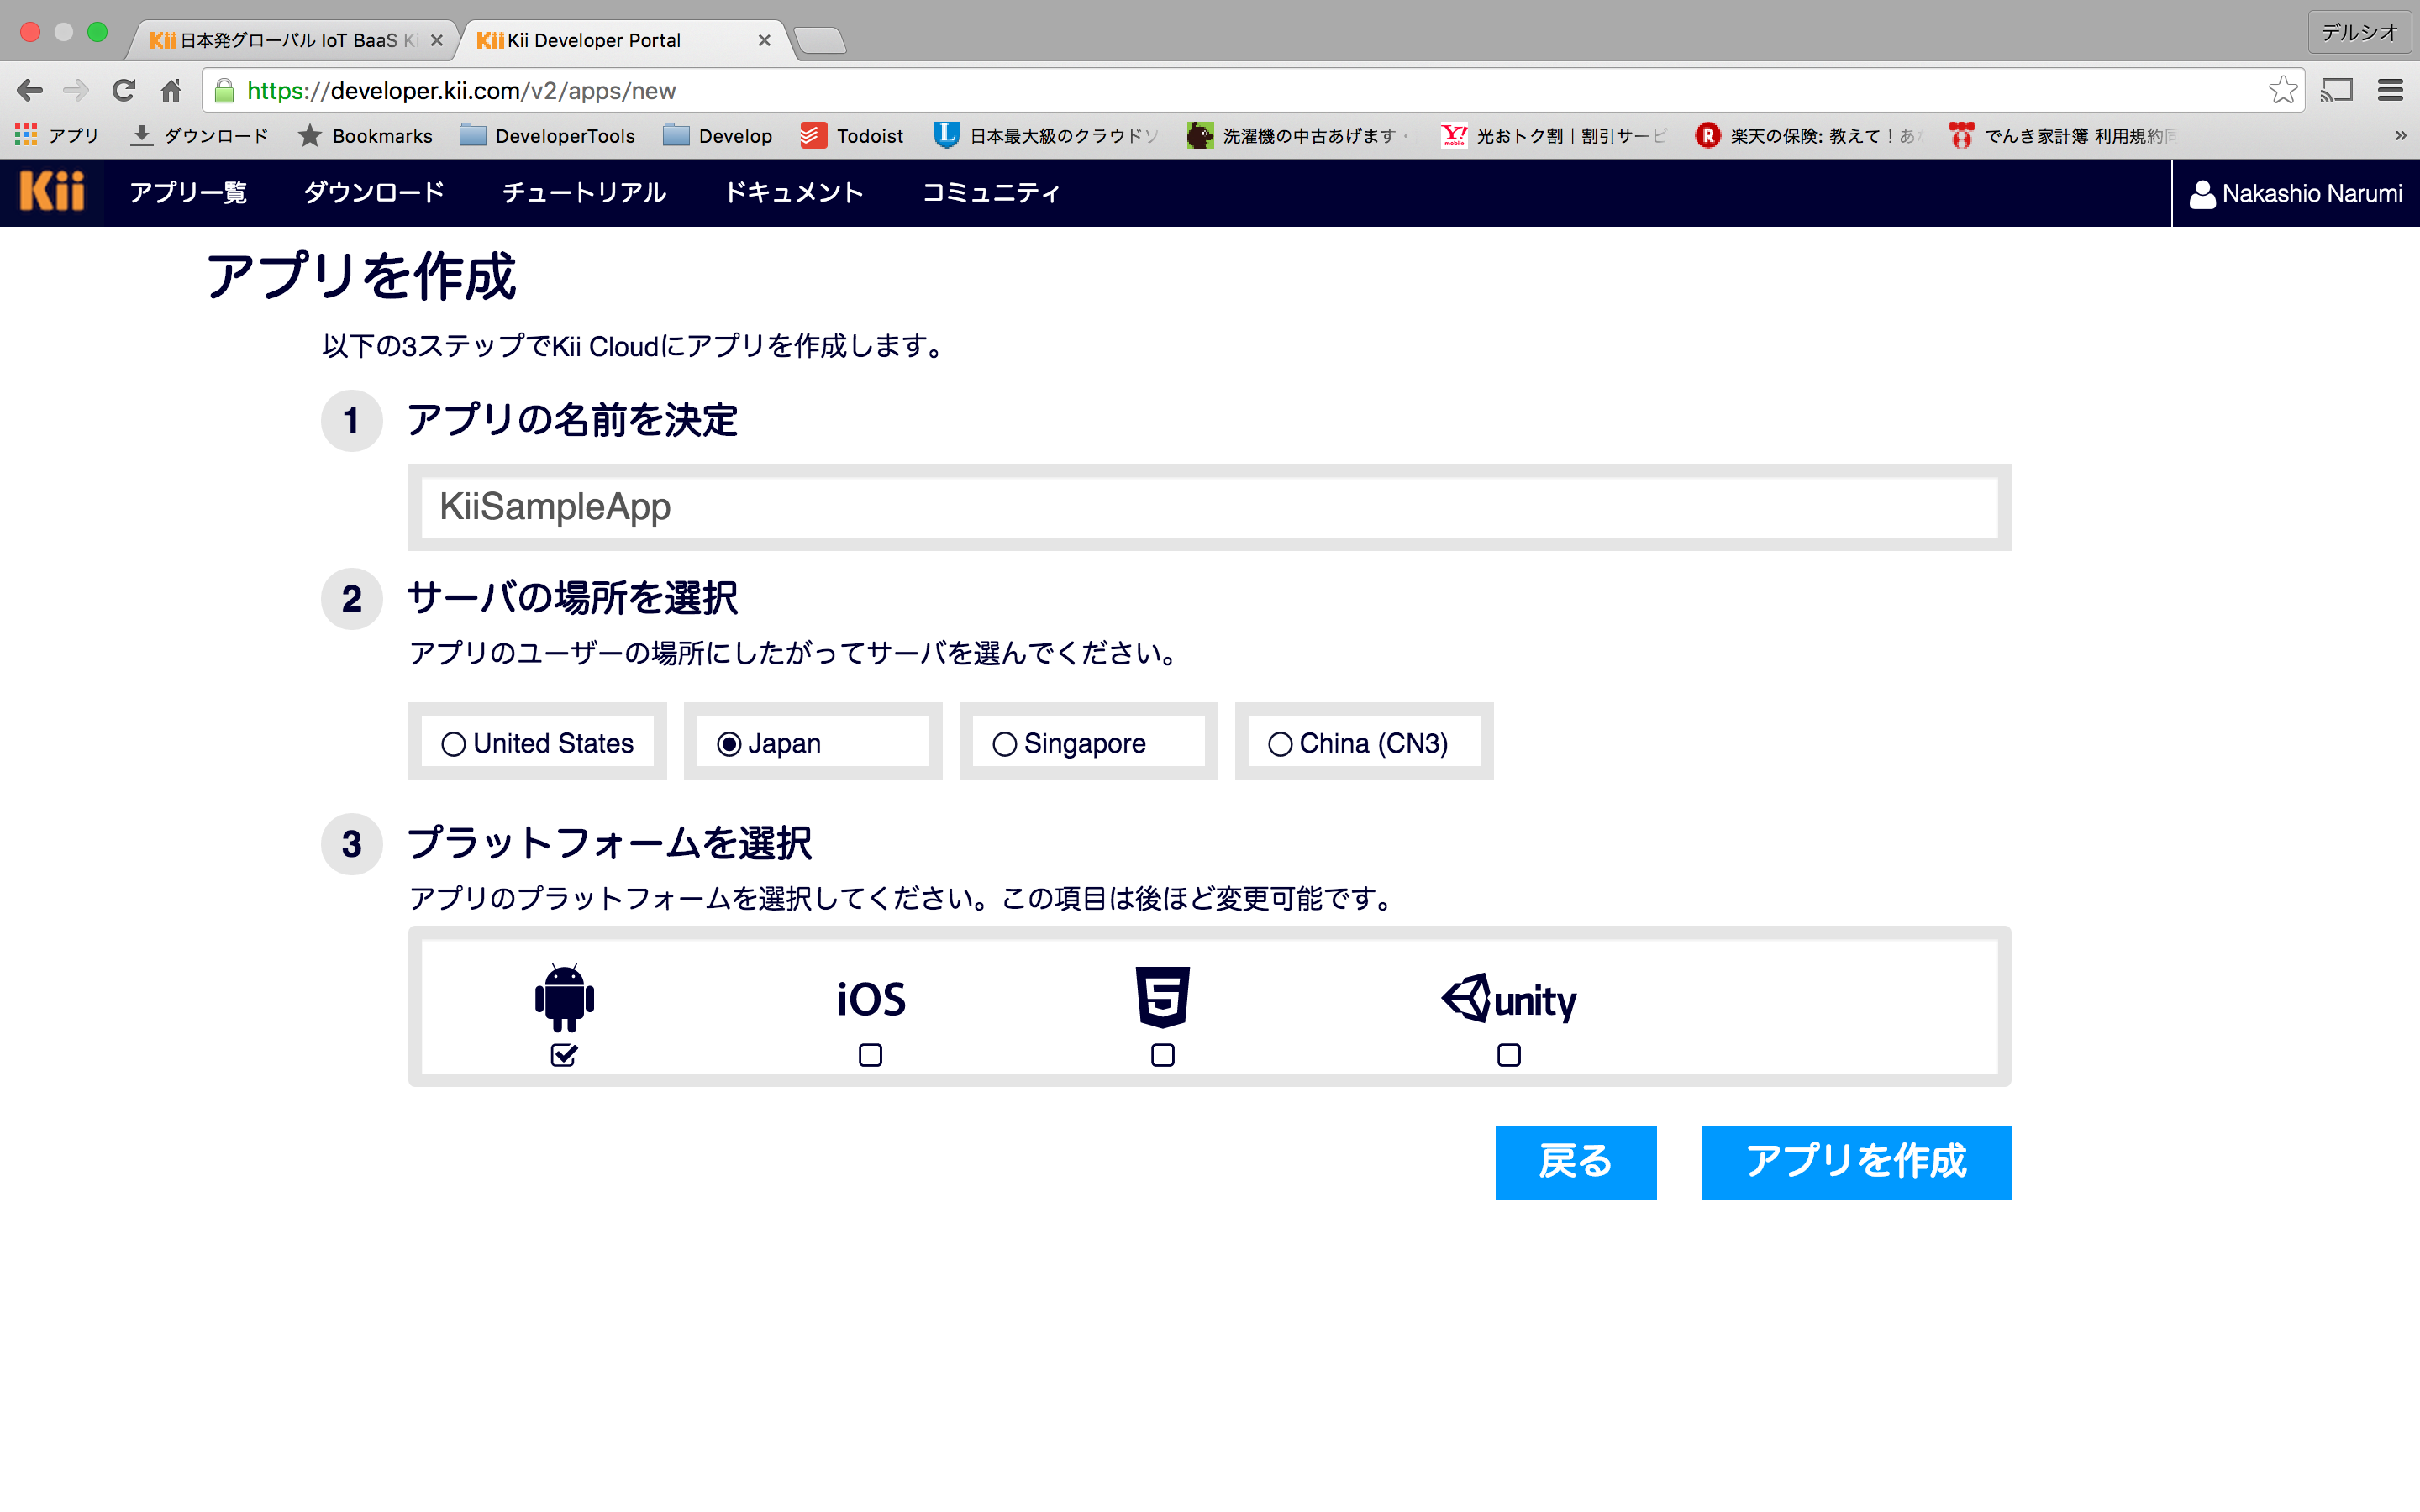 Kii 日本発グローバル IoT BaaS Ki
Kii Kii Developer Portal
デルシオ
https://developer.kii.com/v2/apps/new
アプリ ダウンロード Bookmarks DeveloperTools Develop Todoist 日本最大級のクラウドソ 洗濯機の中古あげます・ Y! mobile 光おトク割 | 割引サービ R 楽天の保険: 教えて！あ でんき家計簿 利用規約同 »
Kii アプリ一覧 ダウンロード チュートリアル ドキュメント コミュニティ Nakashio Narumi
アプリを作成
以下の3ステップでKii Cloudにアプリを作成します。
1 アプリの名前を決定
KiiSampleApp
2 サーバの場所を選択
アプリのユーザーの場所にしたがってサーバを選んでください。
United States Japan Singapore China (CN3)
3 プラットフォームを選択
アプリのプラットフォームを選択してください。この項目は後ほど変更可能です。
iOS 5 unity
戻る アプリを作成